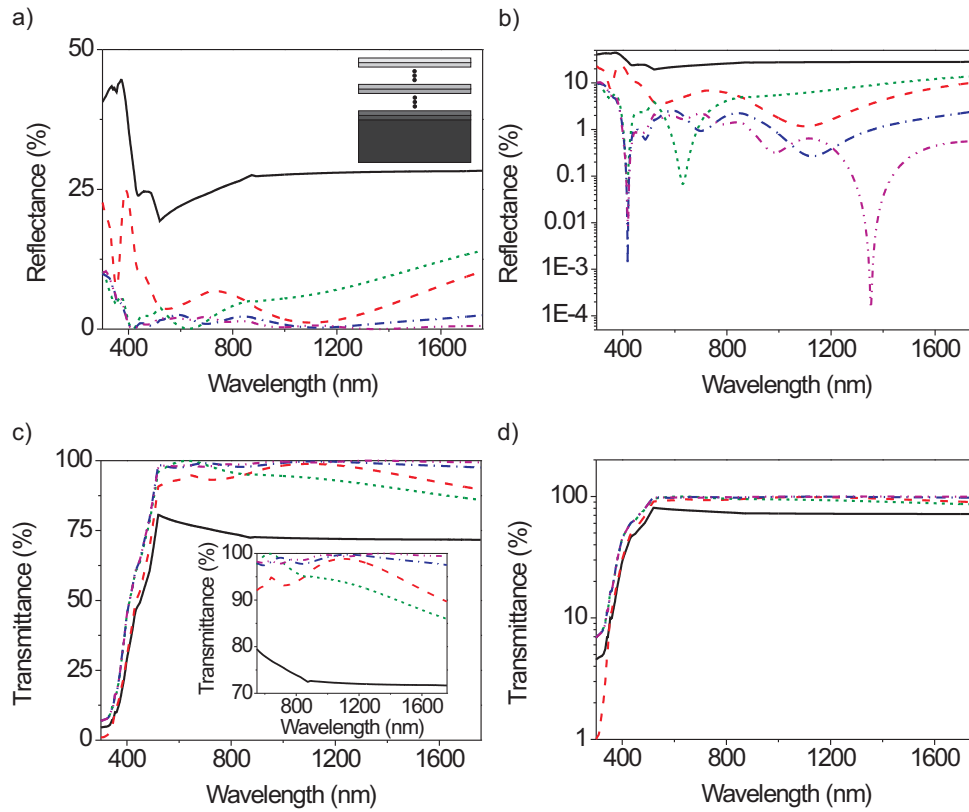 a)
50
25
0
Reflectance (%)
400 800 1200 1600
Wavelength (nm)
b)
10
1
0.1
0.01
1E-3
1E-4
Reflectance (%)
400 800 1200 1600
Wavelength (nm)
c)
100
75
50
25
0
Transmittance (%)
400 800 1200 1600
Wavelength (nm)
100
90
80
70
Transmittance (%)
800 1200 1600
Wavelength (nm)
d)
100
10
1
Transmittance (%)
400 800 1200 1600
Wavelength (nm)